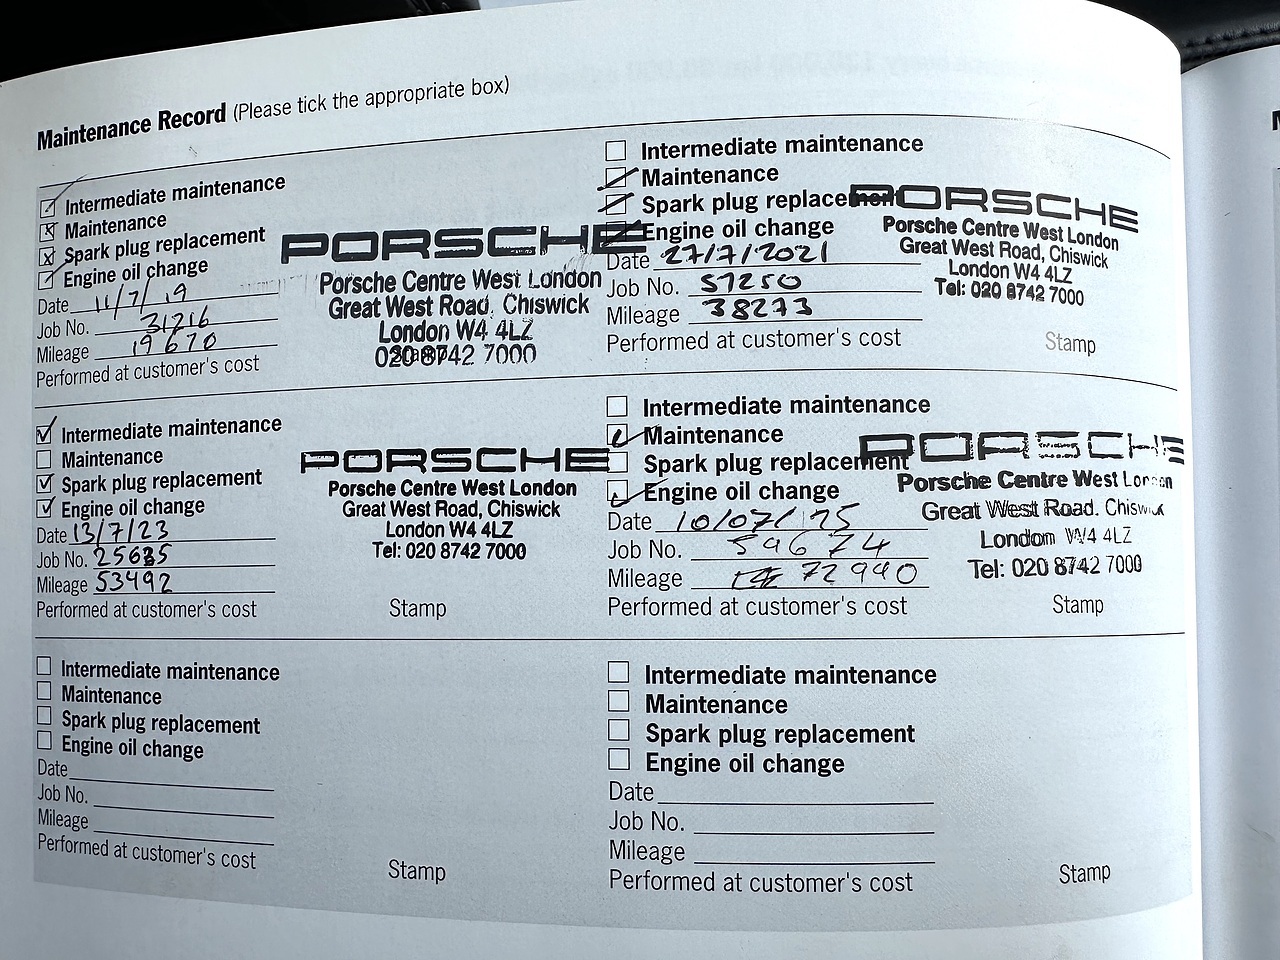 Maintenance Record (Please tick the appropriate box)
Intermediate maintenance
Maintenance
Spark plug replacement
Engine oil change
Date 11/7/19
Job No. 31716
Mileage 19670
Performed at customer's cost
PORSCHE
Porsche Centre West London
Great West Road, Chiswick
London W4 4LZ
020 8742 7000
Stamp
Intermediate maintenance
Maintenance
Spark plug replacement
Engine oil change
Date 27/7/2021
Job No. 57250
Mileage 38273
Performed at customer's cost
PORSCHE
Porsche Centre West London
Great West Road, Chiswick
London W4 4LZ
Tel: 020 8742 7000
Stamp
Intermediate maintenance
Maintenance
Spark plug replacement
Engine oil change
Date 13/7/23
Job No.
Mileage 53492
Performed at customer's cost
PORSCHE
Porsche Centre West London
Great West Road, Chiswick
London W4 4LZ
Tel: 020 8742 7000
Stamp
Intermediate maintenance
Maintenance
Spark plug replacement
Engine oil change
Date 10/07/25
Job No. 59674
Mileage 72940
Performed at customer's cost
PORSCHE
Porsche Centre West London
Great West Road. Chiswick
London W4 4LZ
Tel: 020 8742 7000
Stamp
Intermediate maintenance
Maintenance
Spark plug replacement
Engine oil change
Date
Job No.
Mileage
Performed at customer's cost
Stamp
Intermediate maintenance
Maintenance
Spark plug replacement
Engine oil change
Date
Job No.
Mileage
Performed at customer's cost
Stamp